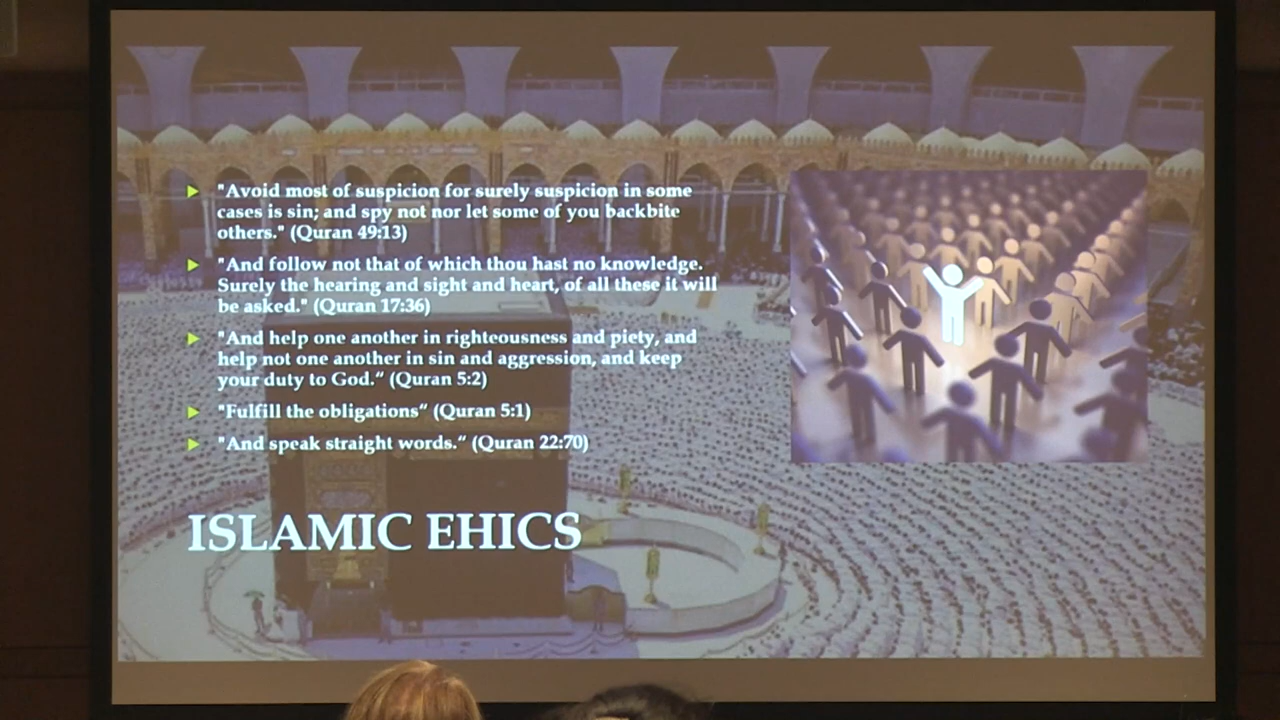 "Avoid most of suspicion for surely suspicion in some
cases is sin; and spy not nor let some of you backbite
others." (Quran 49:13)
"And follow not that of which thou hast no knowledge.
Surely the hearing and sight and heart, of all these it will
be asked." (Quran 17:36)
"And help one another in righteousness and piety, and
help not one another in sin and aggression, and keep
your duty to God.“ (Quran 5:2)
"Fulfill the obligations“ (Quran 5:1)
"And speak straight words.“ (Quran 22:70)
ISLAMIC EHICS